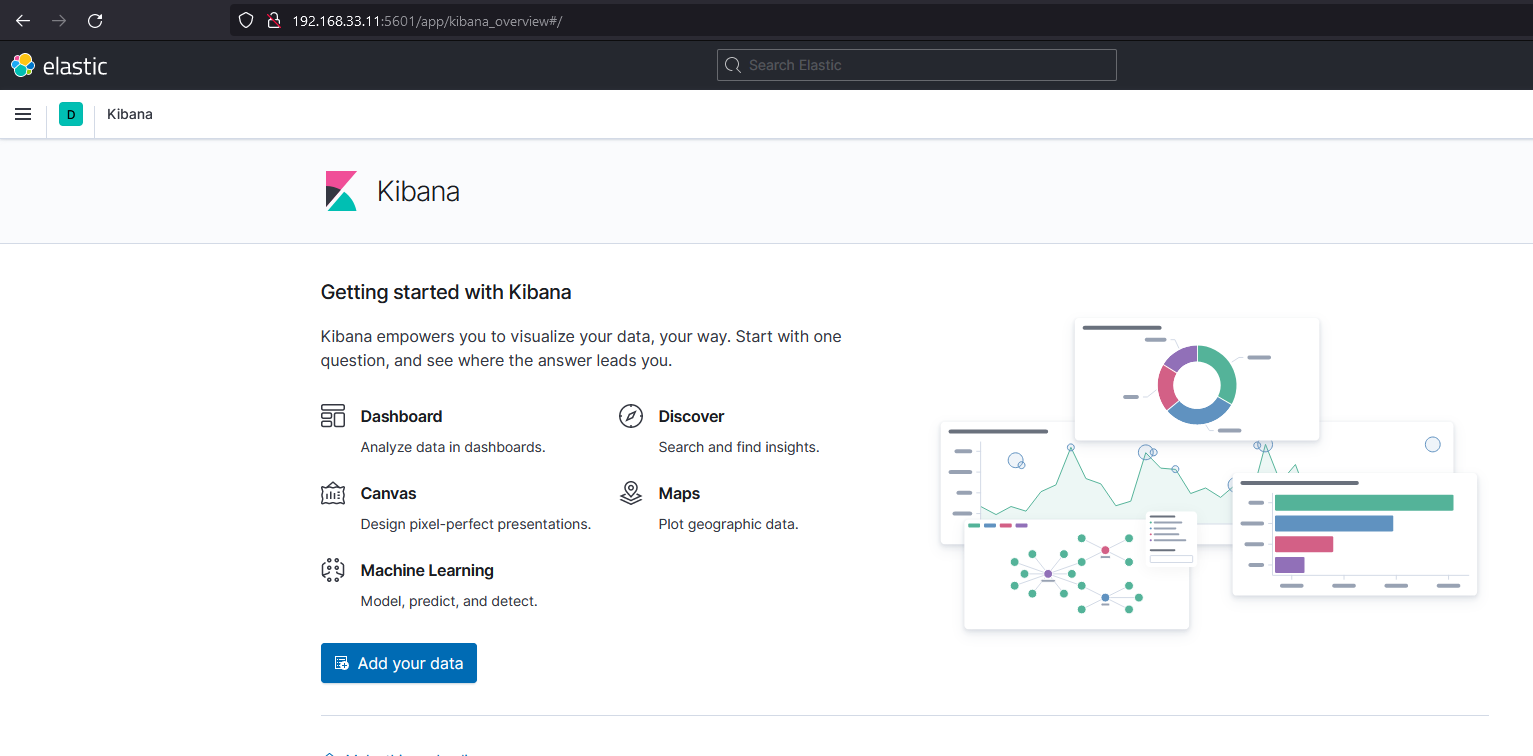 192.168.33.11:5601/app/kibana_overview#/
elastic
Search Elastic
D Kibana
Kibana
Getting started with Kibana
Kibana empowers you to visualize your data, your way. Start with one
question, and see where the answer leads you.
Dashboard
Analyze data in dashboards.
Discover
Search and find insights.
Canvas
Design pixel-perfect presentations.
Maps
Plot geographic data.
Machine Learning
Model, predict, and detect.
Add your data